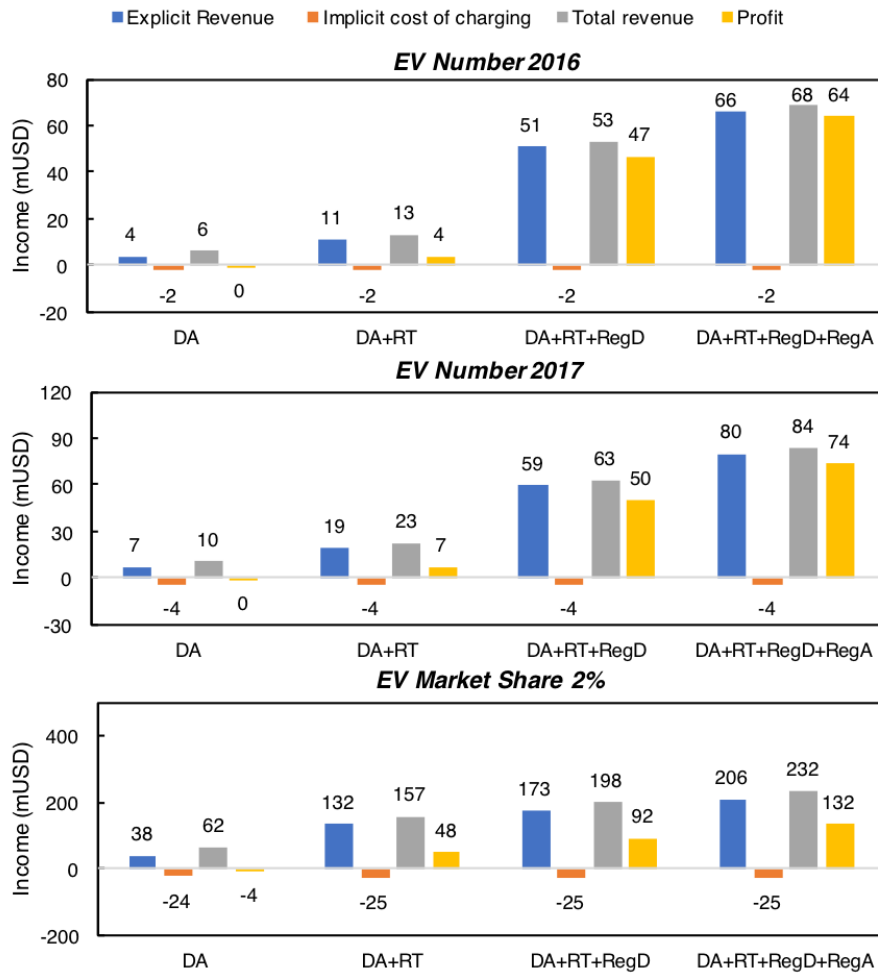 Explicit Revenue Implicit cost of charging Total revenue Profit
EV Number 2016
Income (mUSD)
80
60
40
20
0
-20
4 -2 6 0
11 -2 13 4
51 -2 53 47
66 -2 68 64
DA DA+RT DA+RT+RegD DA+RT+RegD+RegA
EV Number 2017
Income (mUSD)
120
90
60
30
0
-30
7 -4 10 0
19 -4 23 7
59 -4 63 50
80 -4 84 74
DA DA+RT DA+RT+RegD DA+RT+RegD+RegA
EV Market Share 2%
Income (mUSD)
400
200
0
-200
38 -24 62 -4
132 -25 157 48
173 -25 198 92
206 -25 232 132
DA DA+RT DA+RT+RegD DA+RT+RegD+RegA